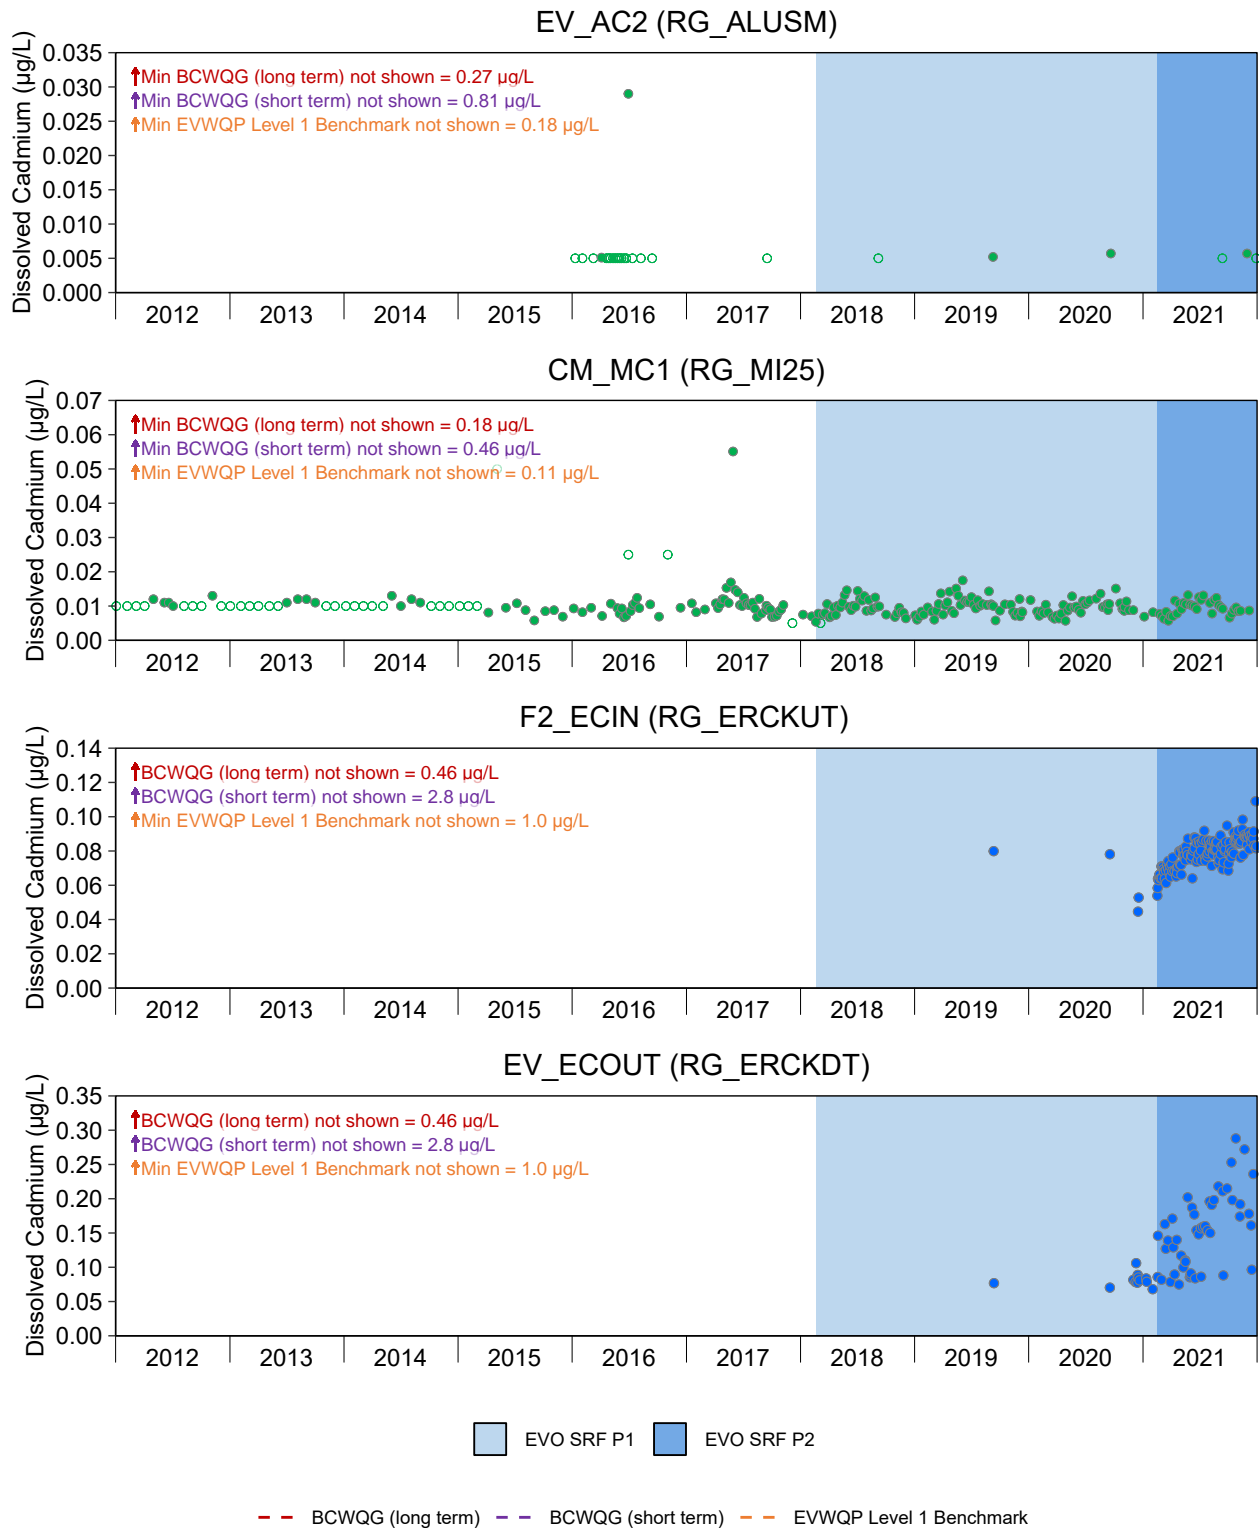 EV_AC2 (RG_ALUSM)
Dissolved Cadmium (µg/L)
0.035
0.030
0.025
0.020
0.015
0.010
0.005
0.000
Min BCWQG (long term) not shown = 0.27 µg/L
Min BCWQG (short term) not shown = 0.81 µg/L
Min EVWQP Level 1 Benchmark not shown = 0.18 µg/L
2012 2013 2014 2015 2016 2017 2018 2019 2020 2021
CM_MC1 (RG_MI25)
Dissolved Cadmium (µg/L)
0.07
0.06
0.05
0.04
0.03
0.02
0.01
0.00
Min BCWQG (long term) not shown = 0.18 µg/L
Min BCWQG (short term) not shown = 0.46 µg/L
Min EVWQP Level 1 Benchmark not shown = 0.11 µg/L
2012 2013 2014 2015 2016 2017 2018 2019 2020 2021
F2_ECIN (RG_ERCKUT)
Dissolved Cadmium (µg/L)
0.14
0.12
0.10
0.08
0.06
0.04
0.02
0.00
BCWQG (long term) not shown = 0.46 µg/L
BCWQG (short term) not shown = 2.8 µg/L
Min EVWQP Level 1 Benchmark not shown = 1.0 µg/L
2012 2013 2014 2015 2016 2017 2018 2019 2020 2021
EV_ECOUT (RG_ERCKDT)
Dissolved Cadmium (µg/L)
0.35
0.30
0.25
0.20
0.15
0.10
0.05
0.00
BCWQG (long term) not shown = 0.46 µg/L
BCWQG (short term) not shown = 2.8 µg/L
Min EVWQP Level 1 Benchmark not shown = 1.0 µg/L
2012 2013 2014 2015 2016 2017 2018 2019 2020 2021
EVO SRF P1 EVO SRF P2
BCWQG (long term) BCWQG (short term) EVWQP Level 1 Benchmark